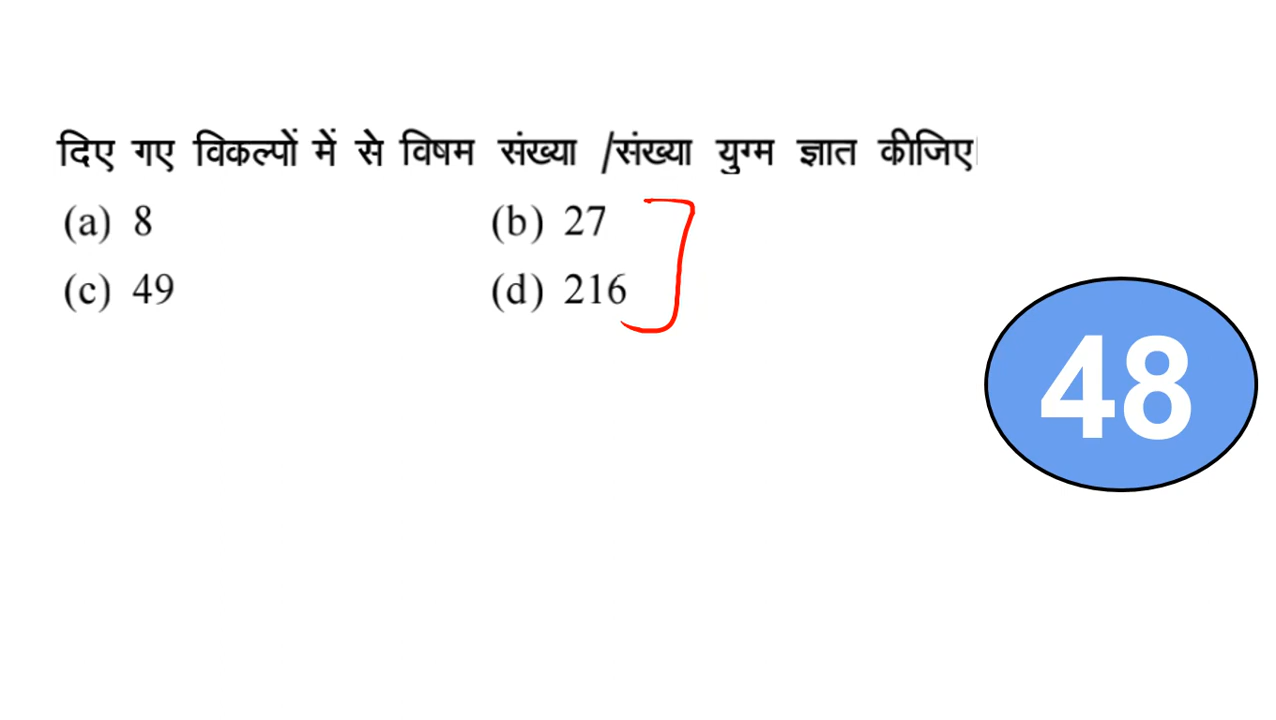 दिए गए विकल्पों में से विषम संख्या /संख्या युग्म ज्ञात कीजिए
(a) 8 (b) 27
(c) 49 (d) 216
48